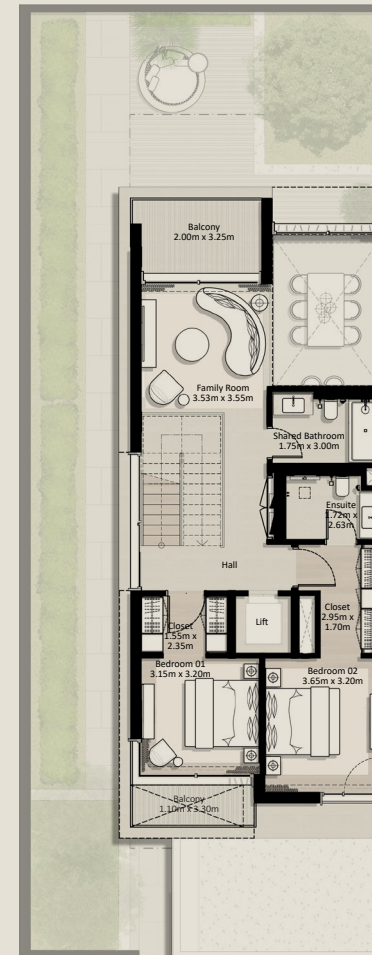 Balcony
2.00m x 3.25m
Family Room
3.53m x 3.55m
Shared Bathroom
1.75m x 3.00m
Ensuite
1.72m x
2.63m
Hall
Closet
1.55m x
2.35m
Lift
Closet
2.95m x
1.70m
Bedroom 01
3.15m x 3.20m
Bedroom 02
3.65m x 3.20m
Balcony
1.10m x 3.30m